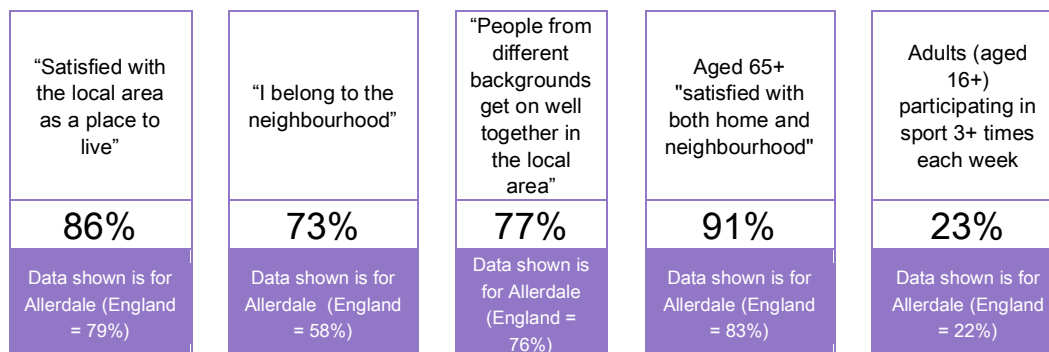 “Satisfied with
the local area
as a place to
live”
86%
Data shown is for
Allerdale (England
= 79%)
“I belong to the
neighbourhood”
73%
Data shown is for
Allerdale (England
= 58%)
“People from
different
backgrounds
get on well
together in
the local
area”
77%
Data shown is
for Allerdale
(England =
76%)
Aged 65+
"satisfied with
both home and
neighbourhood"
91%
Data shown is for
Allerdale (England
= 83%)
Adults (aged
16+)
participating in
sport 3+ times
each week
23%
Data shown is for
Allerdale (England
= 22%)